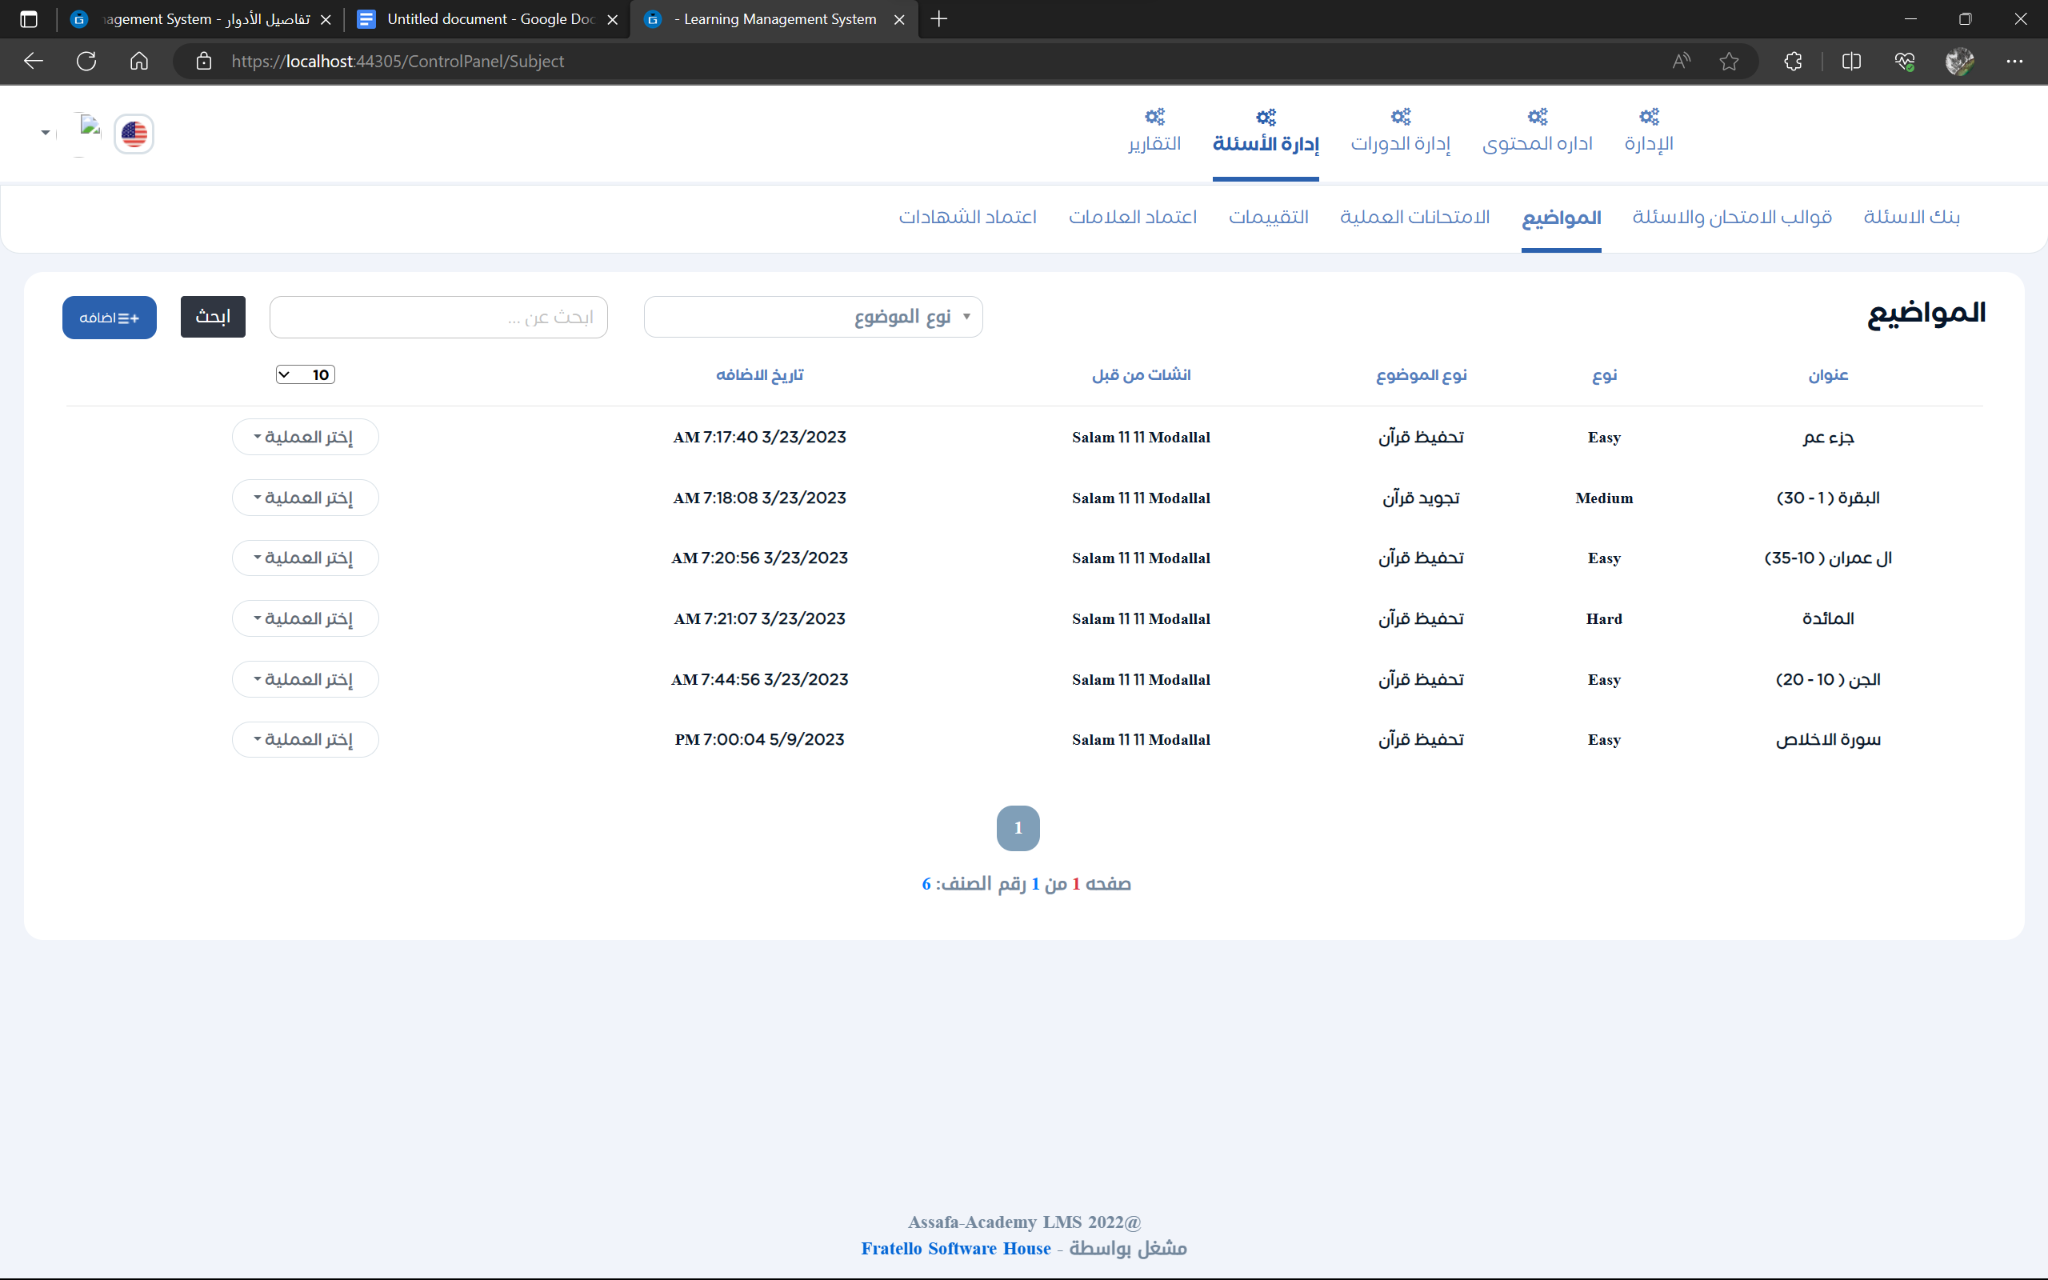 agement System - تفاصيل الأدوار
Untitled document - Google Doc
- Learning Management System
https://localhost:44305/ControlPanel/Subject
الإدارة
اداره المحتوى
إدارة الدورات
إدارة الأسئلة
التقارير
بنك الاسئلة
قوالب الامتحان والاسئلة
المواضيع
الامتحانات العملية
التقييمات
اعتماد العلامات
اعتماد الشهادات
المواضيع
نوع الموضوع
ابحث عن ...
ابحث
اضافه
عنوان نوع نوع الموضوع انشات من قبل تاريخ الاضافه 10
جزء عم Easy تحفيظ قرآن Salam 11 11 Modallal AM 7:17:40 3/23/2023 إختر العملية
البقرة ( 1 - 30) Medium تجويد قرآن Salam 11 11 Modallal AM 7:18:08 3/23/2023 إختر العملية
ال عمران ( 10-35) Easy تحفيظ قرآن Salam 11 11 Modallal AM 7:20:56 3/23/2023 إختر العملية
المائدة Hard تحفيظ قرآن Salam 11 11 Modallal AM 7:21:07 3/23/2023 إختر العملية
الجن ( 10 - 20) Easy تحفيظ قرآن Salam 11 11 Modallal AM 7:44:56 3/23/2023 إختر العملية
سورة الاخلاص Easy تحفيظ قرآن Salam 11 11 Modallal PM 7:00:04 5/9/2023 إختر العملية
1
صفحه 1 من 1 رقم الصنف: 6
Assafa-Academy LMS 2022@
مشغل بواسطة - Fratello Software House